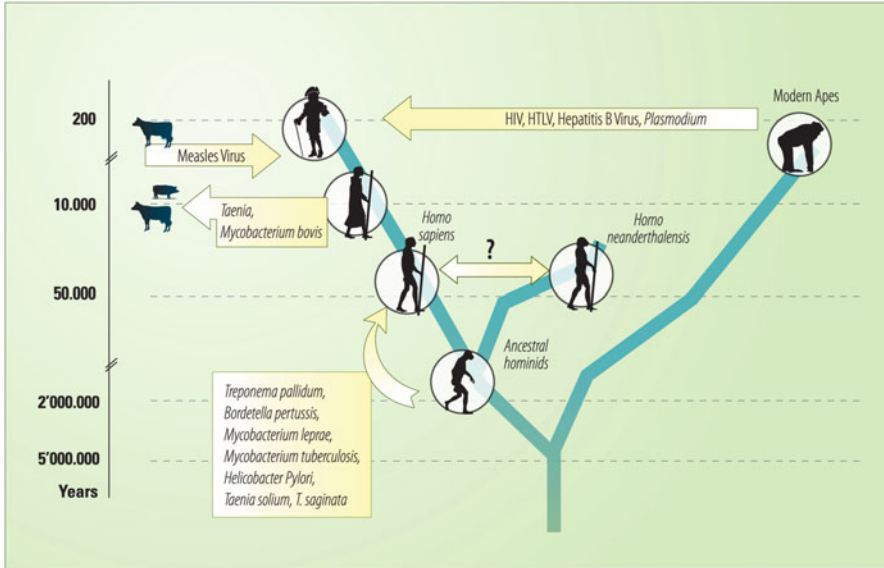 Modern Apes
200
HIV, HTLV, Hepatitis B Virus, Plasmodium
Measles Virus
10.000
Taenia,
Mycobacterium bovis
Homo
sapiens
Homo
neanderthalensis
?
50.000
Ancestral
hominids
Treponema pallidum,
Bordetella pertussis,
Mycobacterium leprae,
Mycobacterium tuberculosis,
Helicobacter Pylori,
Taenia solium, T. saginata
2'000.000
5'000.000
Years